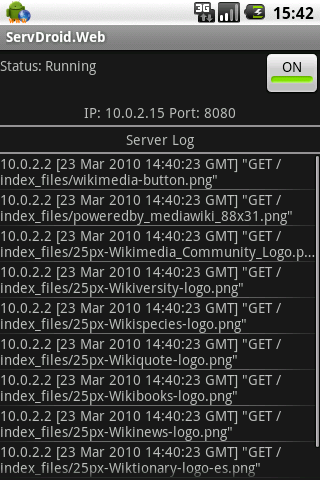 3G
15:42
ServDroid.Web
Status: Running
ON
IP: 10.0.2.15 Port: 8080
Server Log
10.0.2.2 [23 Mar 2010 14:40:23 GMT] "GET /
index_files/wikimedia-button.png"
10.0.2.2 [23 Mar 2010 14:40:23 GMT] "GET /
index_files/poweredby_mediawiki_88x31.png"
10.0.2.2 [23 Mar 2010 14:40:23 GMT] "GET /
index_files/25px-Wikimedia_Community_Logo.p...
10.0.2.2 [23 Mar 2010 14:40:23 GMT] "GET /
index_files/25px-Wikiversity-logo.png"
10.0.2.2 [23 Mar 2010 14:40:23 GMT] "GET /
index_files/25px-Wikispecies-logo.png"
10.0.2.2 [23 Mar 2010 14:40:23 GMT] "GET /
index_files/25px-Wikiquote-logo.png"
10.0.2.2 [23 Mar 2010 14:40:23 GMT] "GET /
index_files/25px-Wikibooks-logo.png"
10.0.2.2 [23 Mar 2010 14:40:23 GMT] "GET /
index_files/25px-Wikinews-logo.png"
10.0.2.2 [23 Mar 2010 14:40:23 GMT] "GET /
index_files/25px-Wiktionary-logo-es.png"